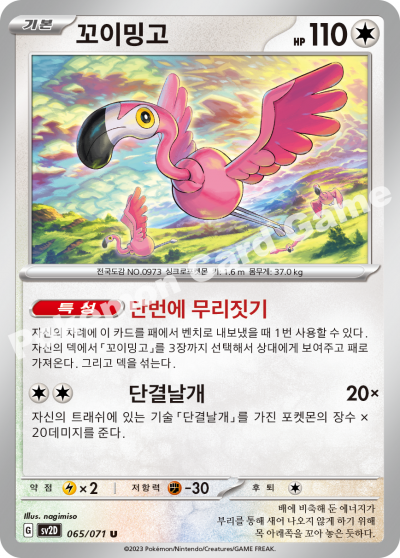 기본 꼬이밍고 HP 110
전국도감 NO.0973 싱크로포켓몬 키: 1.6 m 몸무게: 37.0 kg
특성 단번에 무리짓기
자신의 차례에 이 카드를 패에서 벤치로 내보냈을 때 1번 사용할 수 있다.
자신의 덱에서 「꼬이밍고」를 3장까지 선택해서 상대에게 보여주고 패로
가져온다. 그리고 덱을 섞는다.
단결날개 20×
자신의 트래쉬에 있는 기술 「단결날개」를 가진 포켓몬의 장수 ×
20데미지를 준다.
약점 ×2 저항력 -30 후퇴
Illus. nagimiso
G SV2D 065/071 U
배에 비축해 둔 에너지가
부리를 통해 새어 나오지 않게 하기 위해
목 아래쪽을 꼬아 놓은 듯하다.
©2023 Pokémon/Nintendo/Creatures/GAME FREAK.
Pokémon Card Game